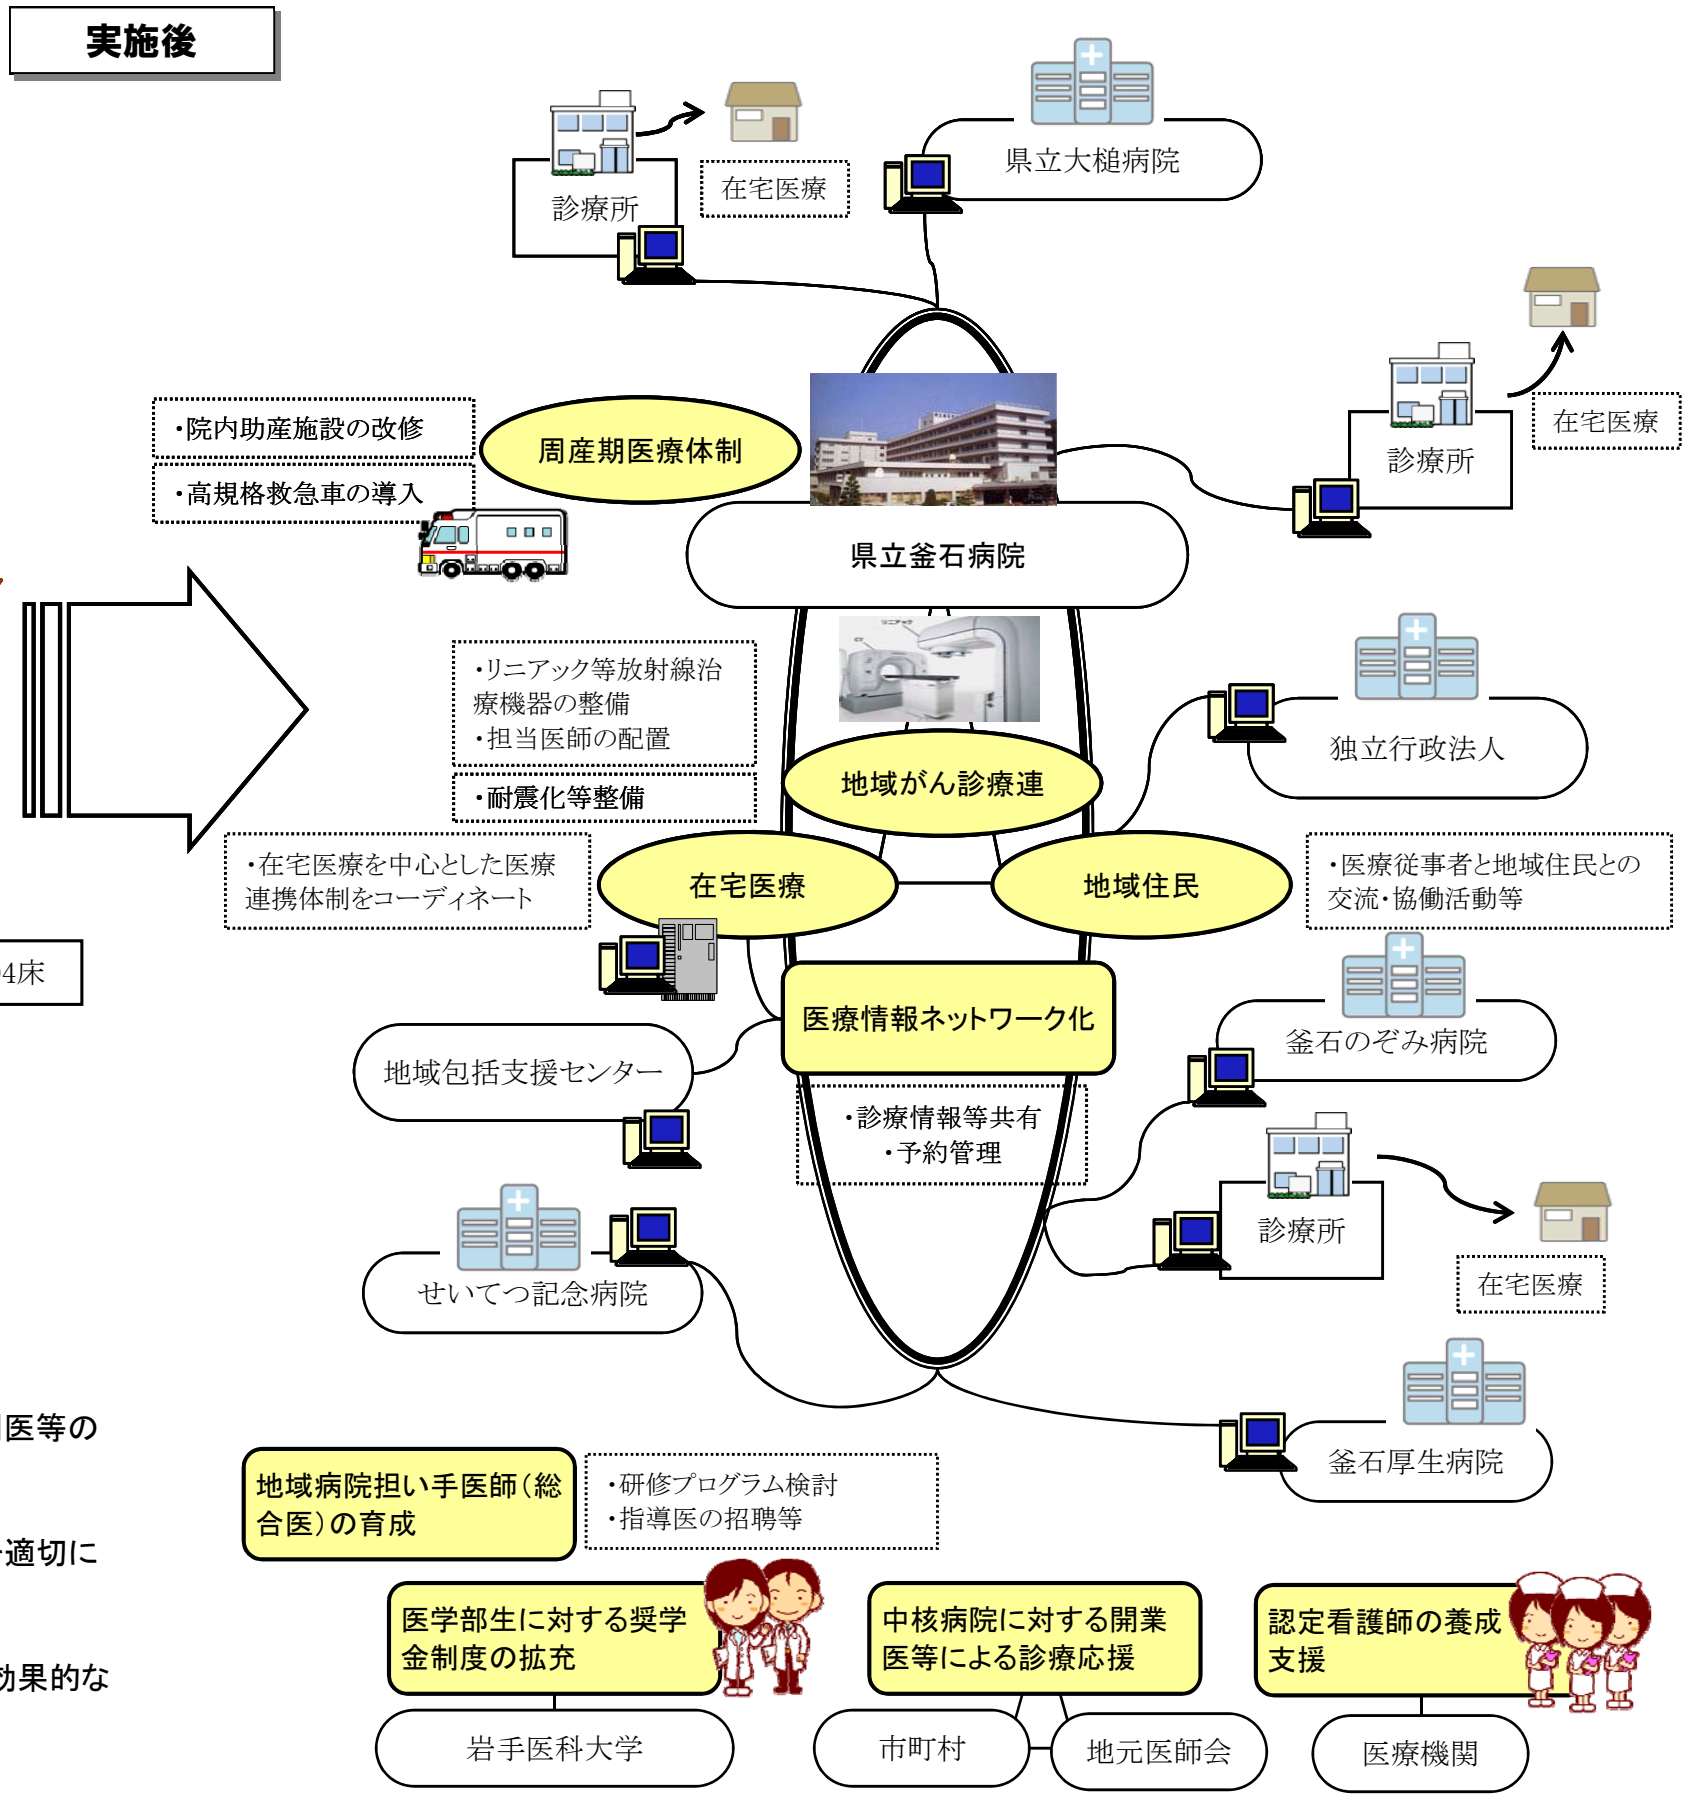 実施後
県立大槌病院
在宅医療
診療所
在宅医療
診療所
・院内助産施設の改修
・高規格救急車の導入
周産期医療体制
県立釜石病院
リニアック
CT
・リニアック等放射線治
療機器の整備
・担当医師の配置
・耐震化等整備
地域がん診療連
独立行政法人
・在宅医療を中心とした医療
連携体制をコーディネート
在宅医療
地域住民
・医療従事者と地域住民との
交流・協働活動等
4床
医療情報ネットワーク化
釜石のぞみ病院
地域包括支援センター
・診療情報等共有
・予約管理
診療所
在宅医療
せいてつ記念病院
釜石厚生病院
医等の
適切に
効果的な
地域病院担い手医師（総
合医）の育成
・研修プログラム検討
・指導医の招聘等
医学部生に対する奨学
金制度の拡充
中核病院に対する開業
医等による診療応援
認定看護師の養成
支援
岩手医科大学
市町村
地元医師会
医療機関